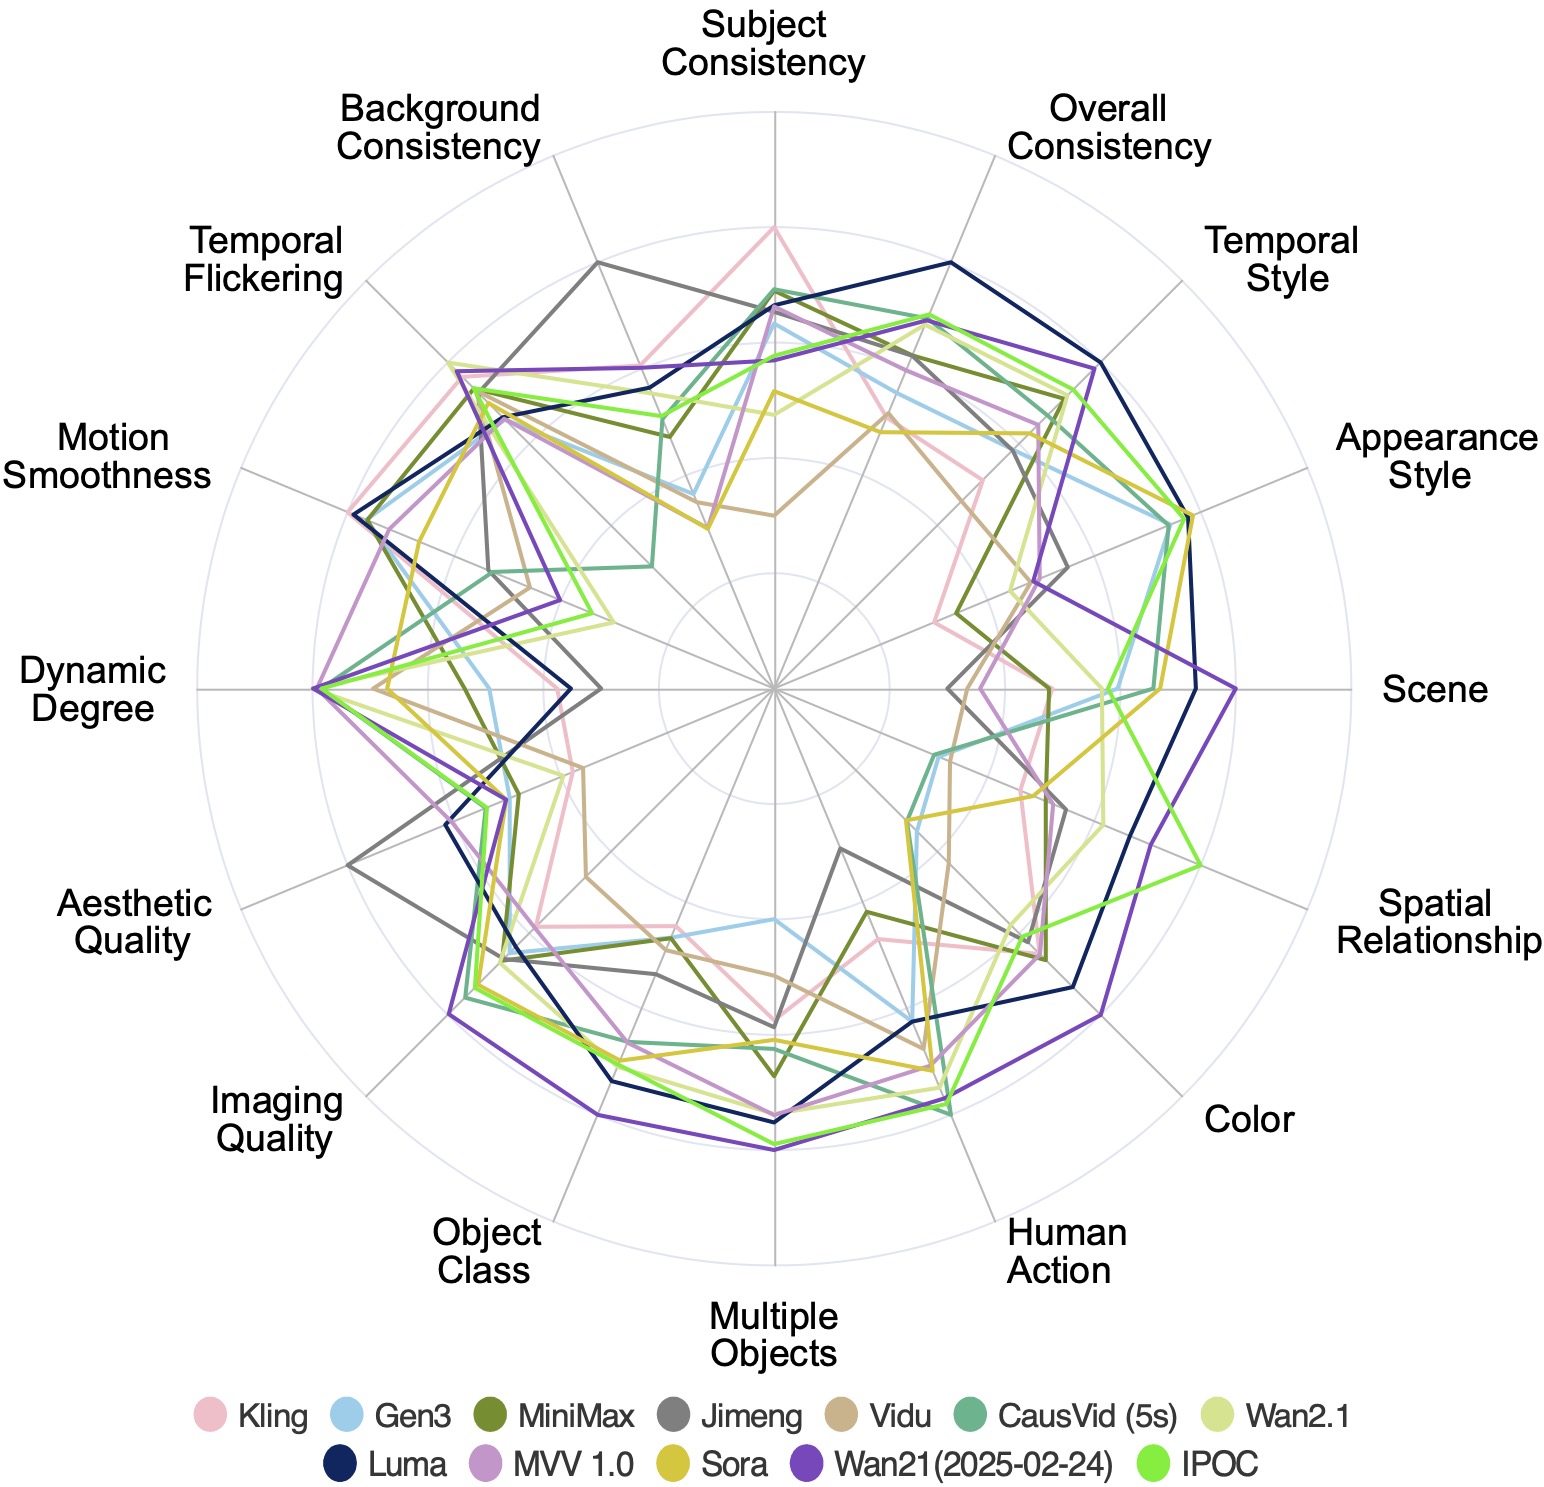 Subject
Consistency
Overall
Consistency
Temporal
Style
Appearance
Style
Scene
Spatial
Relationship
Color
Human
Action
Multiple
Objects
Object
Class
Imaging
Quality
Aesthetic
Quality
Dynamic
Degree
Motion
Smoothness
Temporal
Flickering
Background
Consistency
Kling Gen3 MiniMax Jimeng Vidu CausVid (5s) Wan2.1
Luma MVV 1.0 Sora Wan21(2025-02-24) IPOC